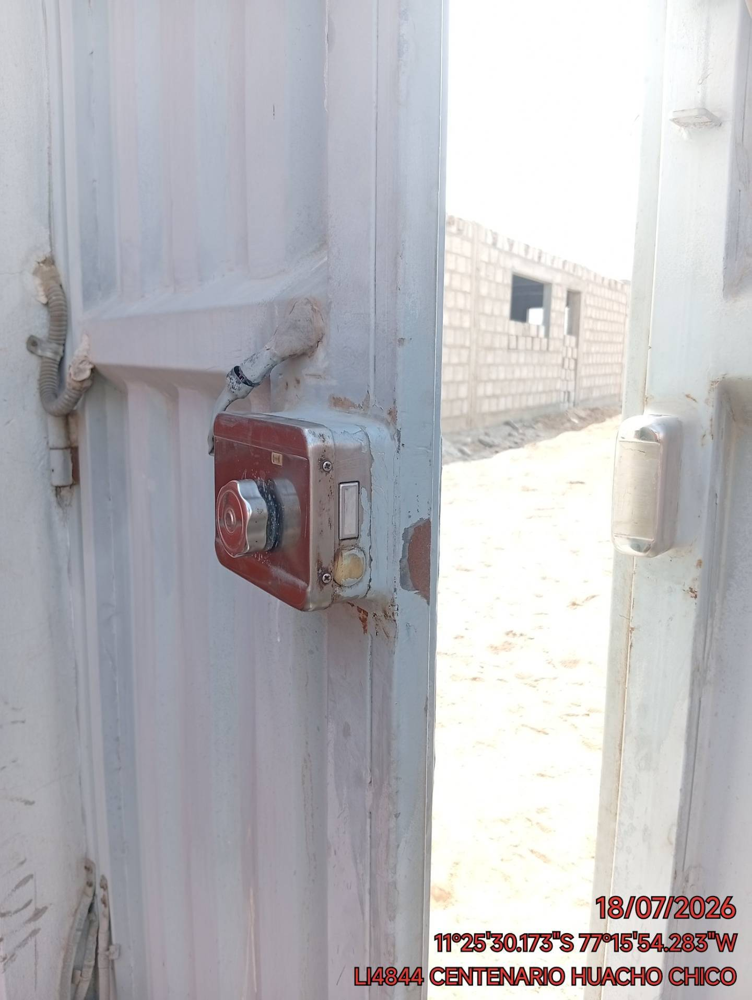 18/07/2026
11°25'30.173"S 77°15'54.283"W
LI4844 CENTENARIO HUACHO CHICO